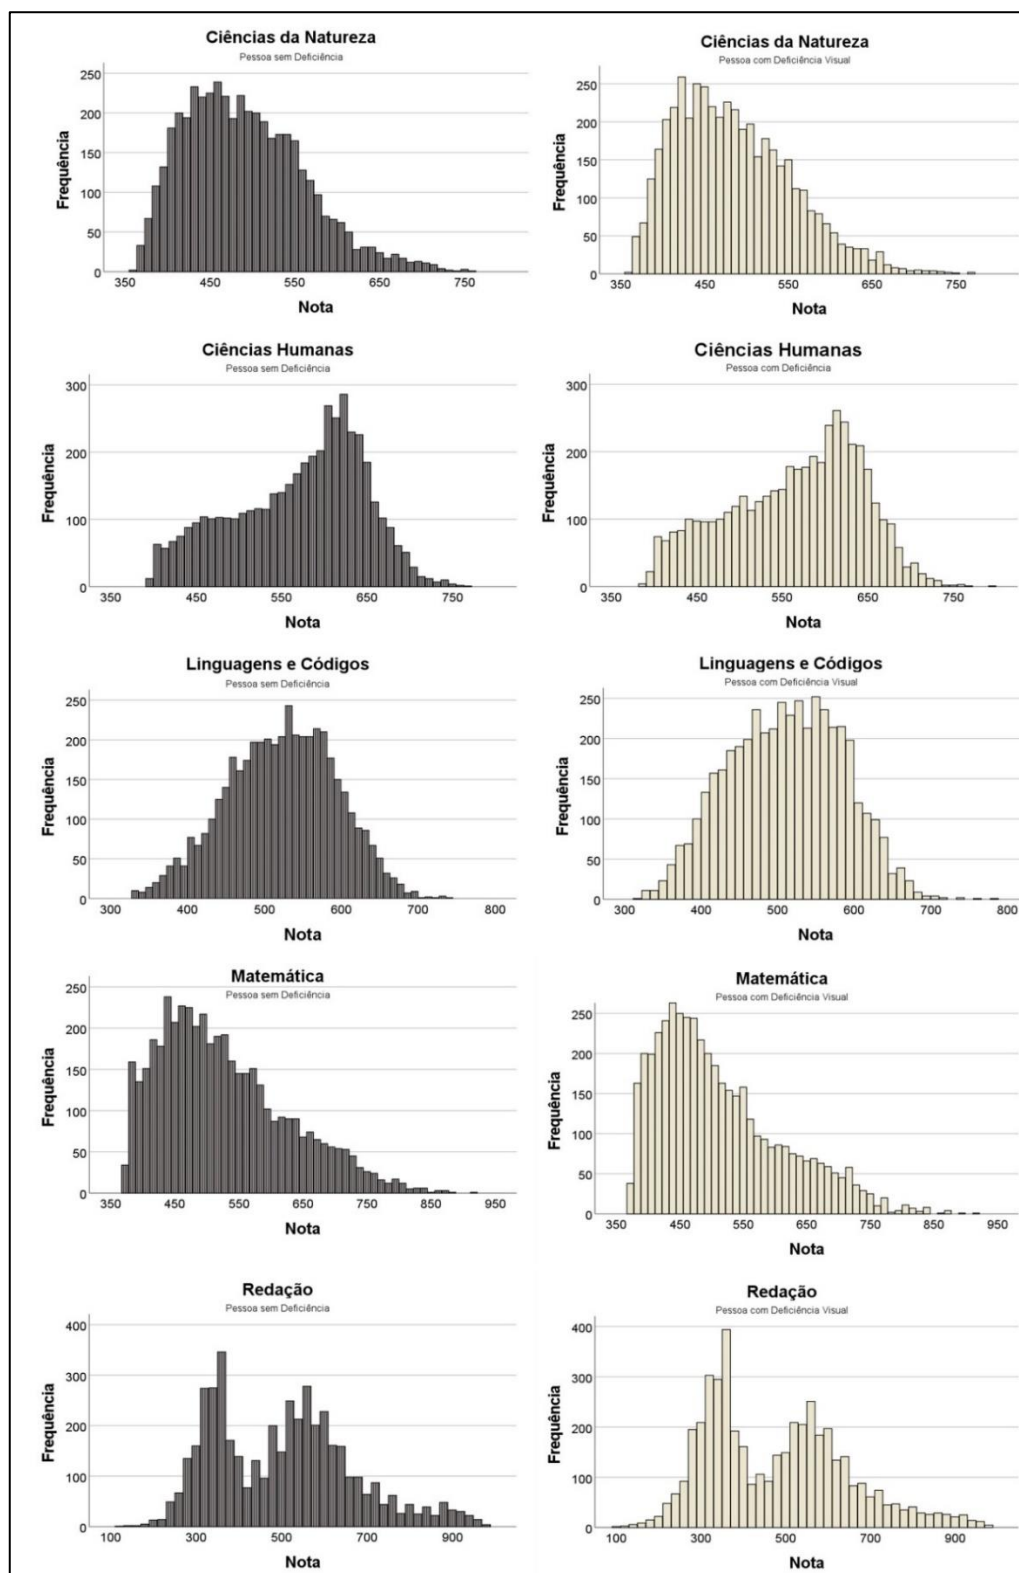 Ciências da Natureza
Pessoa sem Deficiência
Frequência
250
200
150
100
50
0
350 450 550 650 750
Nota
Ciências da Natureza
Pessoa com Deficiência Visual
Frequência
250
200
150
100
50
0
350 450 550 650 750
Nota
Ciências Humanas
Pessoa sem Deficiência
Frequência
300
200
100
0
350 450 550 650 750
Nota
Ciências Humanas
Pessoa com Deficiência
Frequência
300
200
100
0
350 450 550 650 750
Nota
Linguagens e Códigos
Pessoa sem Deficiência
Frequência
250
200
150
100
50
0
300 400 500 600 700 800
Nota
Linguagens e Códigos
Pessoa com Deficiência Visual
Frequência
250
200
150
100
50
0
300 400 500 600 700 800
Nota
Matemática
Pessoa sem Deficiência
Frequência
250
200
150
100
50
0
350 450 550 650 750 850 950
Nota
Matemática
Pessoa com Deficiência Visual
Frequência
250
200
150
100
50
0
350 450 550 650 750 850 950
Nota
Redação
Pessoa sem Deficiência
Frequência
400
300
200
100
0
100 300 500 700 900
Nota
Redação
Pessoa com Deficiência Visual
Frequência
400
300
200
100
0
100 300 500 700 900
Nota